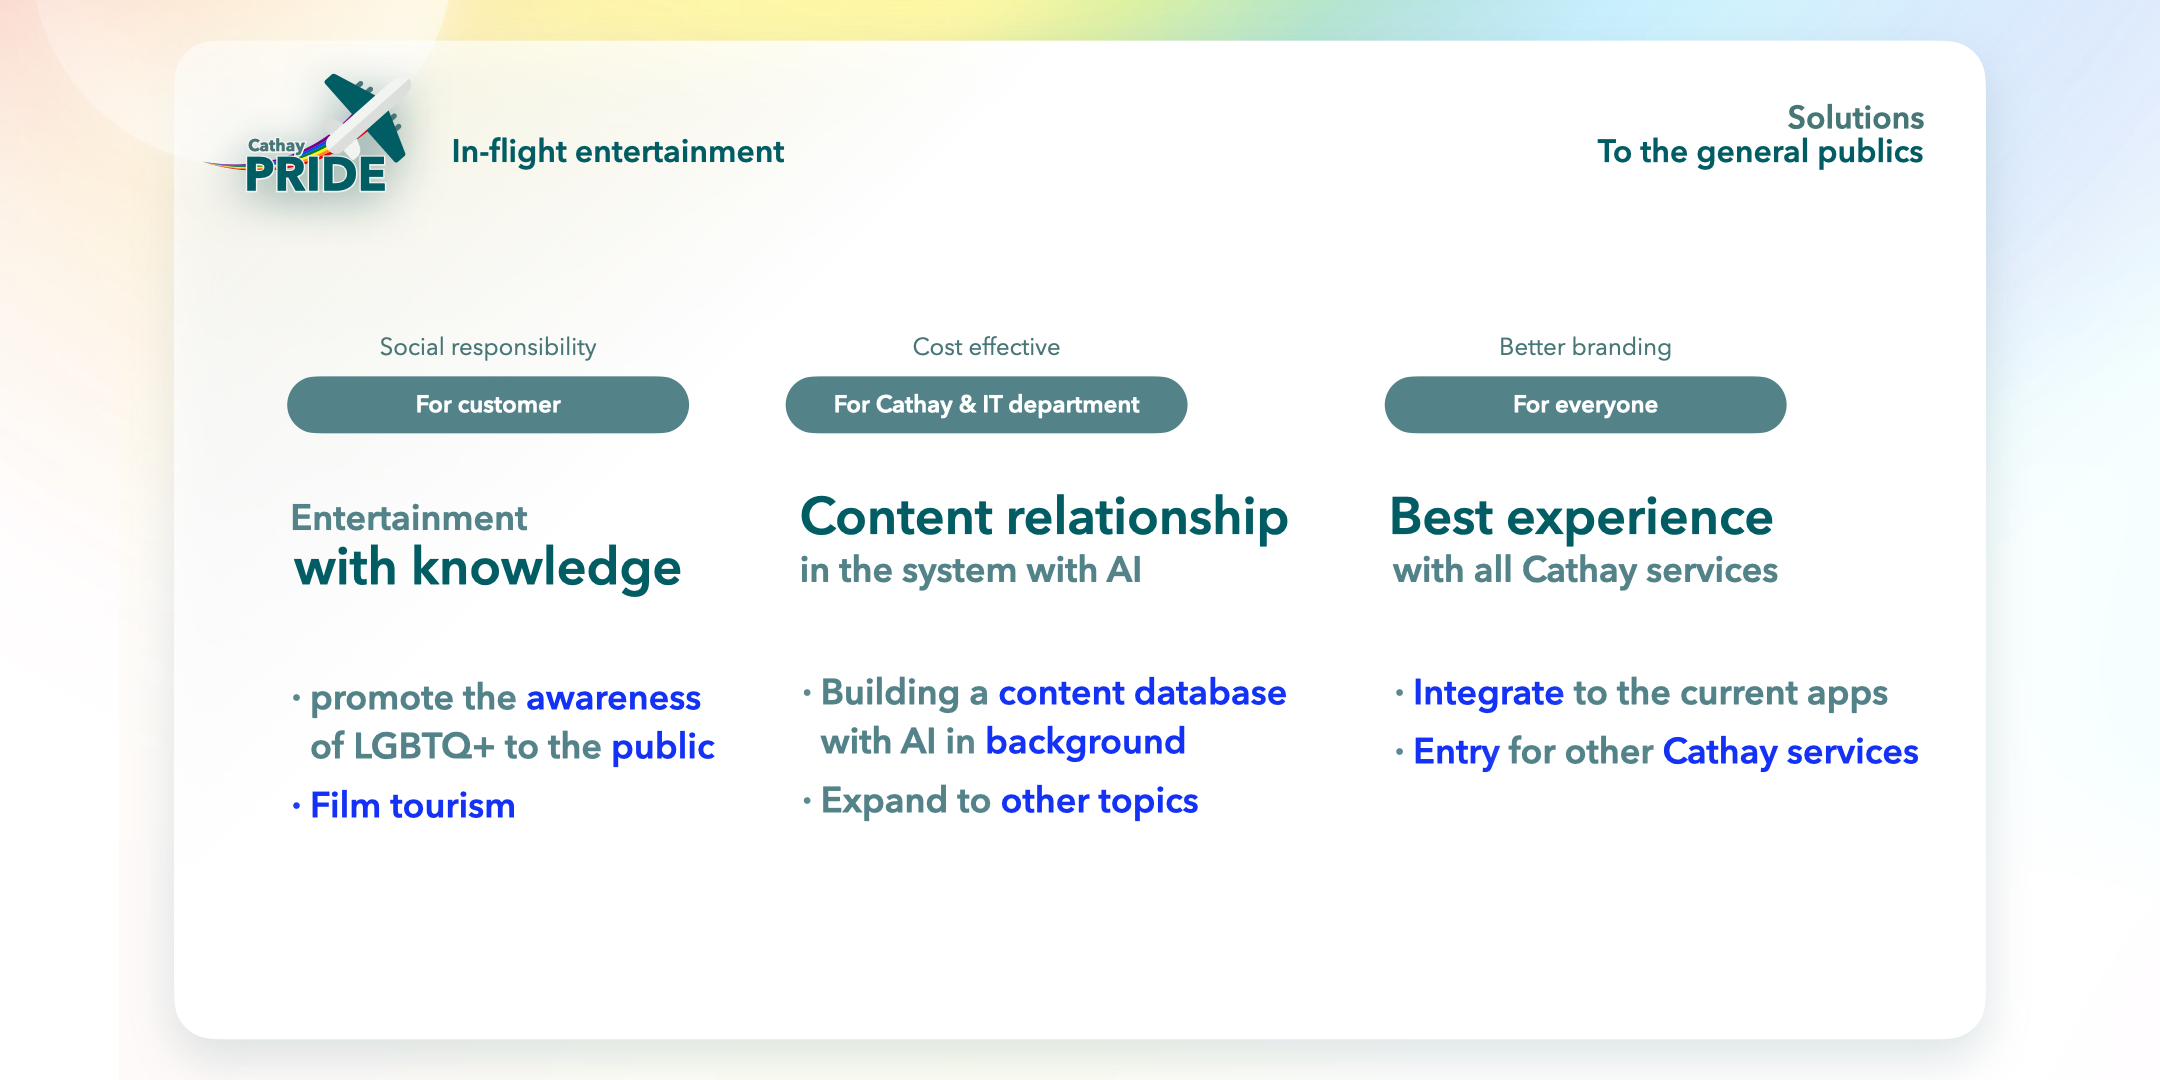 Cathay
PRIDE
In-flight entertainment
Solutions
To the general publics
Social responsibility
For customer
Entertainment
with knowledge
· promote the awareness
of LGBTQ+ to the public
· Film tourism
Cost effective
For Cathay & IT department
Content relationship
in the system with AI
· Building a content database
with AI in background
· Expand to other topics
Better branding
For everyone
Best experience
with all Cathay services
· Integrate to the current apps
· Entry for other Cathay services